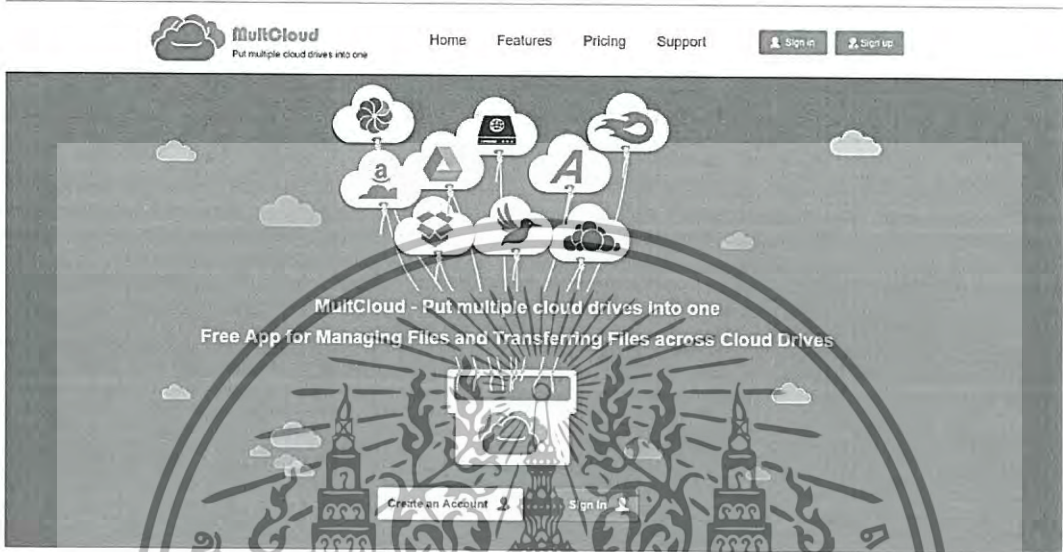 MultCloud
Put multiple cloud drives into one
Home Features Pricing Support Sign in Sign up
a
A
MultCloud - Put multiple cloud drives into one
Free App for Managing Files and Transferring Files across Cloud Drives
Create an Account Sign In